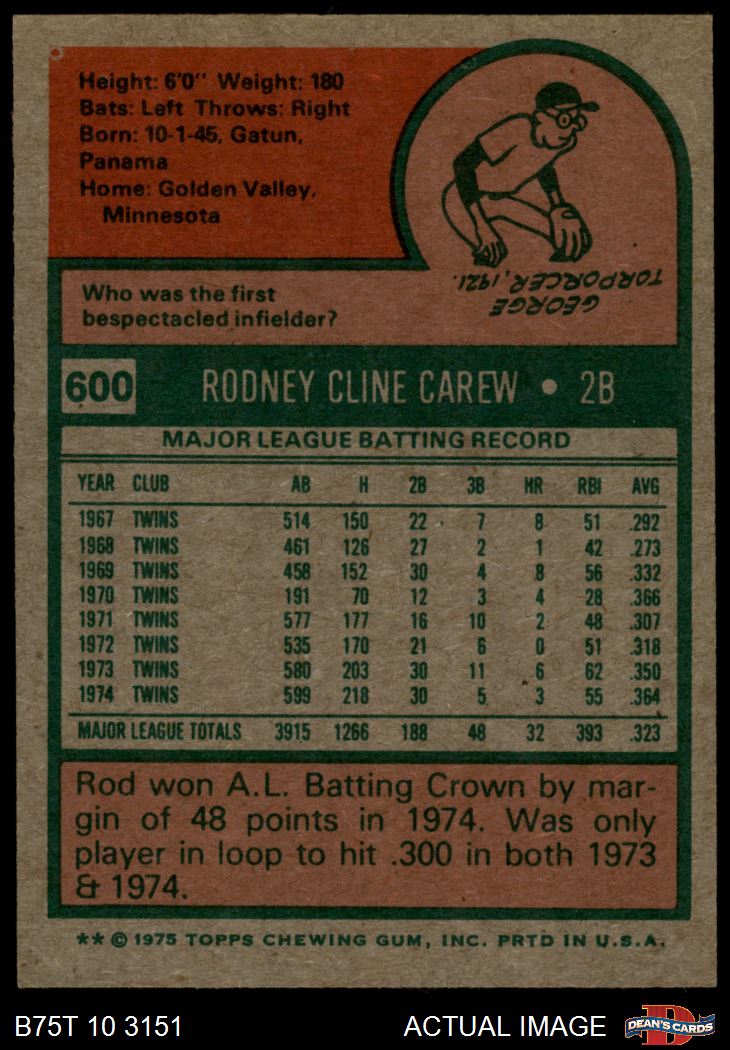 Height: 6'0" Weight: 180
Bats: Left Throws: Right
Born: 10-1-45, Gatun,
Panama
Home: Golden Valley,
Minnesota
GEORGE
TORPORCER, 1921.
Who was the first
bespectacled infielder?
600 RODNEY CLINE CAREW • 2B
MAJOR LEAGUE BATTING RECORD
YEAR CLUB AB H 2B 3B HR RBI AVG
1967 TWINS 514 150 22 7 8 51 .292
1968 TWINS 461 126 27 2 1 42 .273
1969 TWINS 458 152 30 4 8 56 .332
1970 TWINS 191 70 12 3 4 28 .366
1971 TWINS 577 177 16 10 2 48 .307
1972 TWINS 535 170 21 6 0 51 .318
1973 TWINS 580 203 30 11 6 62 .350
1974 TWINS 599 218 30 5 3 55 .364
MAJOR LEAGUE TOTALS 3915 1266 188 48 32 393 .323
Rod won A.L. Batting Crown by mar-
gin of 48 points in 1974. Was only
player in loop to hit .300 in both 1973
& 1974.
** © 1975 TOPPS CHEWING GUM, INC. PRTD IN U.S.A.
B75T 10 3151 ACTUAL IMAGE
D
DEAN'S CARDS